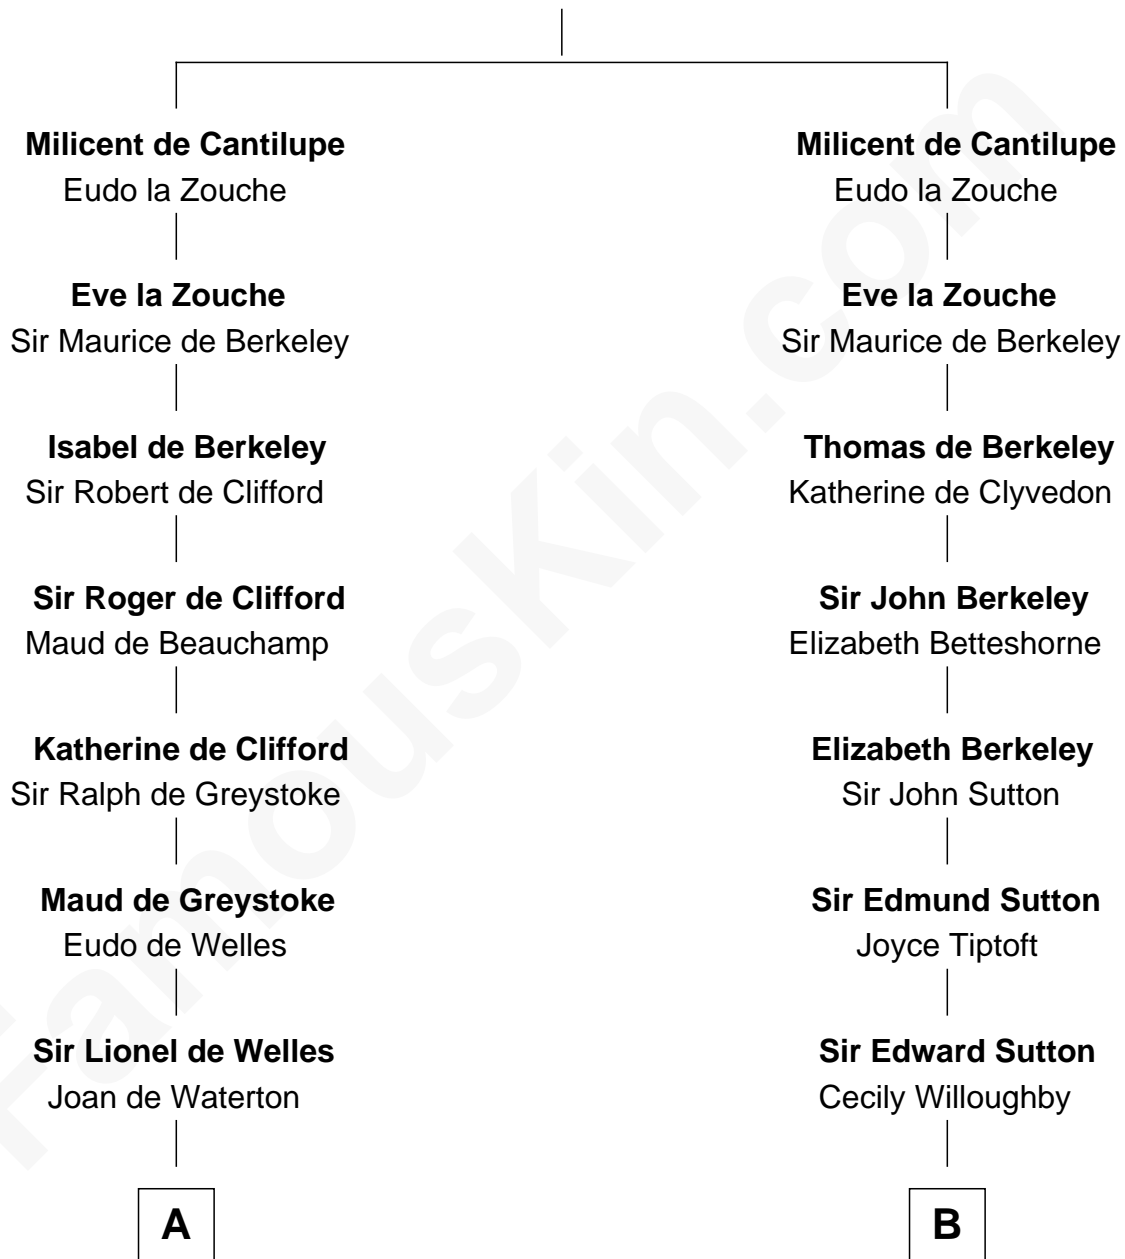 Milicent de Cantilupe
Eudo la Zouche
Eve la Zouche
Sir Maurice de Berkeley
Isabel de Berkeley
Sir Robert de Clifford
Sir Roger de Clifford
Maud de Beauchamp
Katherine de Clifford
Sir Ralph de Greystoke
Maud de Greystoke
Eudo de Welles
Sir Lionel de Welles
Joan de Waterton
A
Milicent de Cantilupe
Eudo la Zouche
Eve la Zouche
Sir Maurice de Berkeley
Thomas de Berkeley
Katherine de Clyvedon
Sir John Berkeley
Elizabeth Betteshorne
Elizabeth Berkeley
Sir John Sutton
Sir Edmund Sutton
Joyce Tiptoft
Sir Edward Sutton
Cecily Willoughby
B
FamousKin.com